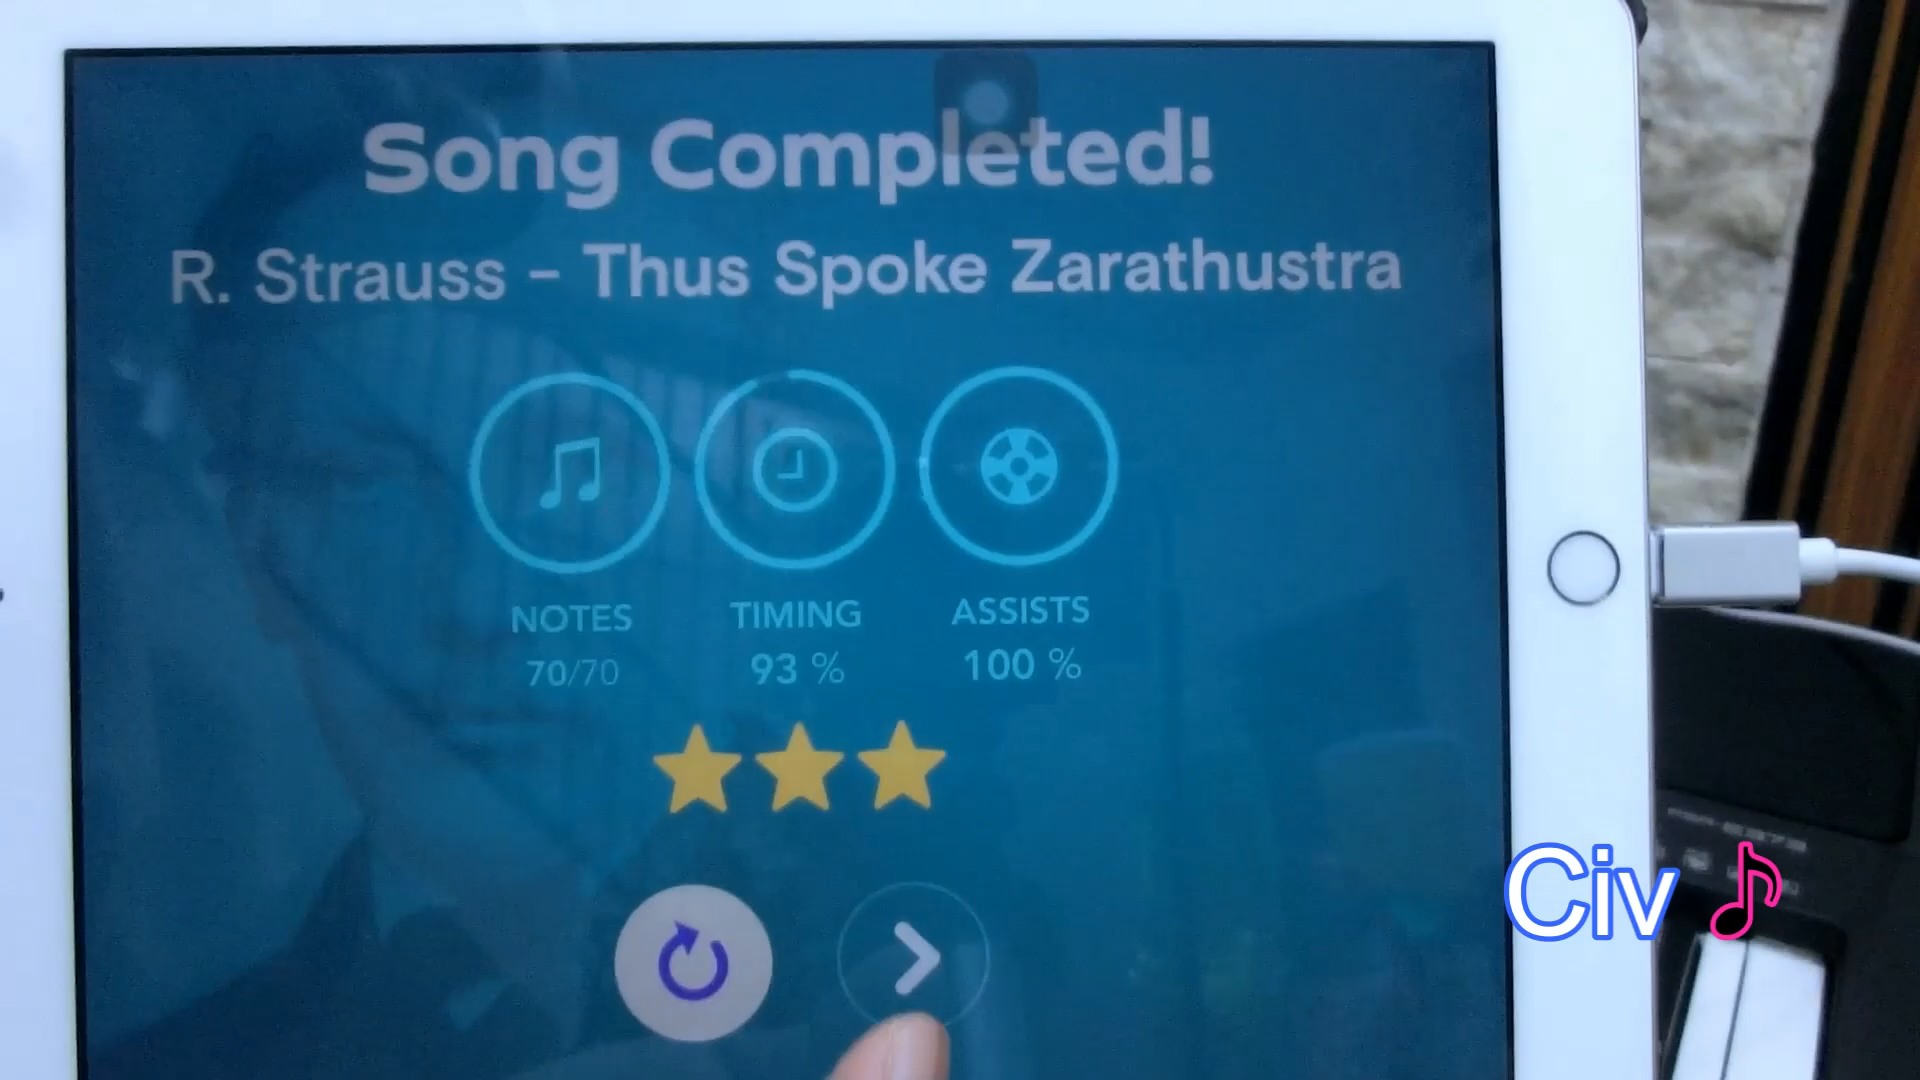 Song Completed!
R. Strauss - Thus Spoke Zarathustra
NOTES
TIMING
ASSISTS
70/70
93 %
100 %
Civ